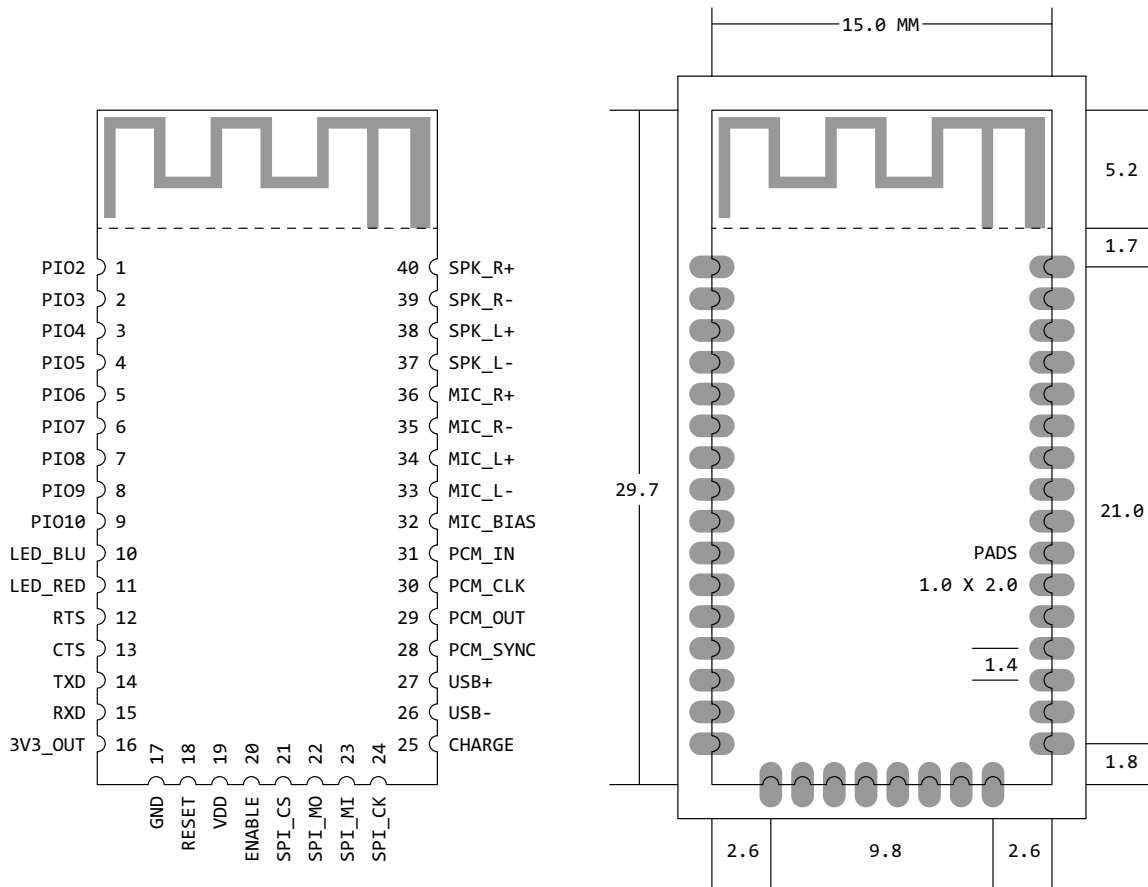 15.0 MM
5.2
1.7
PIO2 1 40 SPK_R+
PIO3 2 39 SPK_R-
PIO4 3 38 SPK_L+
PIO5 4 37 SPK_L-
PIO6 5 36 MIC_R+
PIO7 6 35 MIC_R-
PIO8 7 34 MIC_L+
PIO9 8 33 MIC_L-
29.7
PIO10 9 32 MIC_BIAS
21.0
LED_BLU 10 31 PCM_IN
PADS
LED_RED 11 30 PCM_CLK
1.0 X 2.0
RTS 12 29 PCM_OUT
CTS 13 28 PCM_SYNC
1.4
TXD 14 27 USB+
RXD 15 26 USB-
3V3_OUT 16 25 CHARGE
17 18 19 20 21 22 23 24
1.8
GND
RESET
VDD
ENABLE
SPI_CS
SPI_MO
SPI_MI
SPI_CK
2.6 9.8 2.6